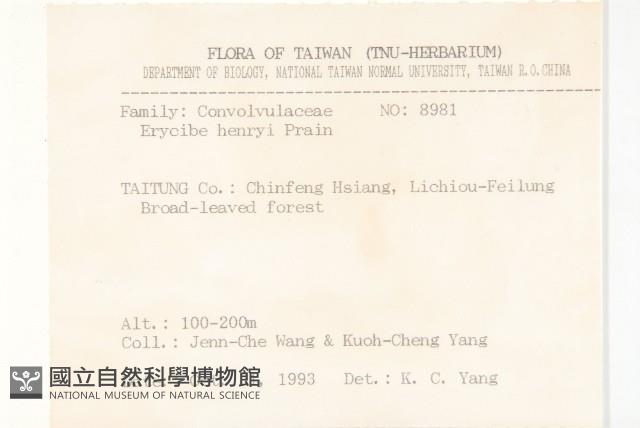 FLORA OF TAIWAN (TNU-HERBARIUM)
DEPARTMENT OF BIOLOGY, NATIONAL TAIWAN NORMAL UNIVERSITY, TAIWAN R.O.CHINA
Family: Convolvulaceae NO: 8981
Erycibe henryi Prain
TAITUNG Co.: Chinfeng Hsiang, Lichiou-Feilung
Broad-leaved forest
Alt.: 100-200m
Coll.: Jenn-Che Wang & Kuoh-Cheng Yang
, 1993 Det.: K. C. Yang
國立自然科學博物館
NATIONAL MUSEUM OF NATURAL SCIENCE